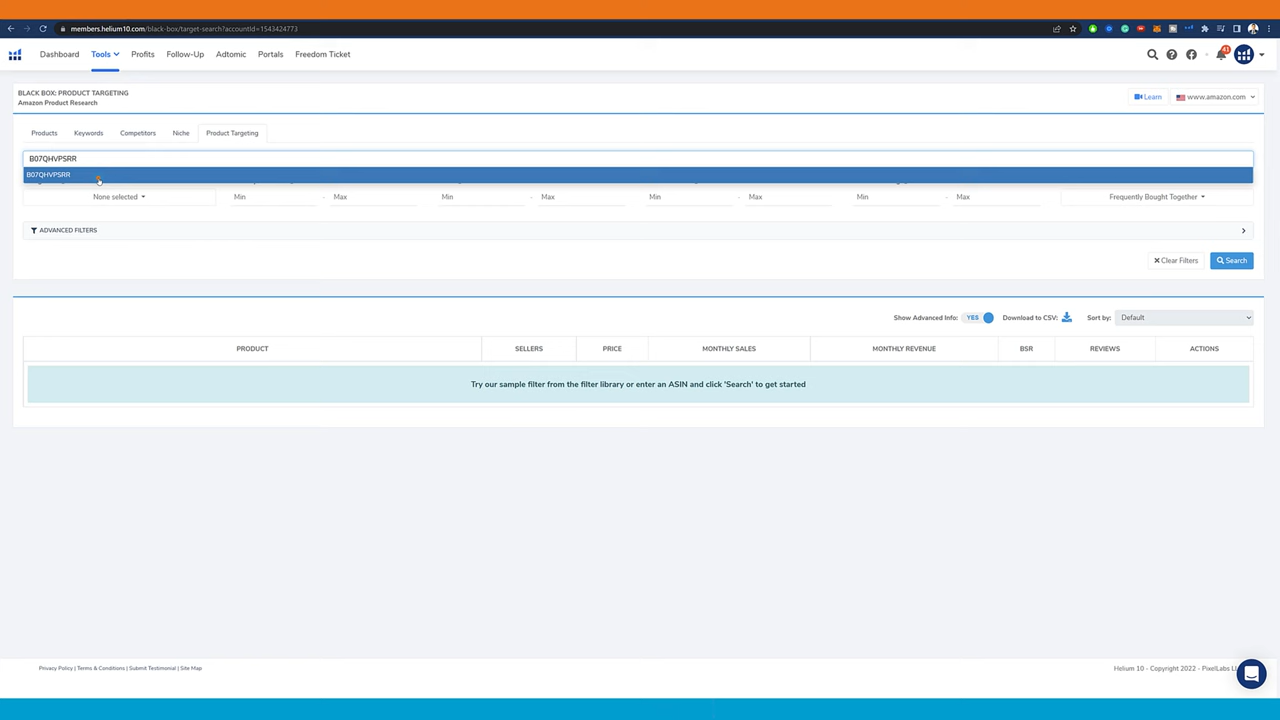 members.helium10.com/black-box/target-search?accountId=1543424773
Dashboard Tools Profits Follow-Up Adtomic Portals Freedom Ticket
41
BLACK BOX: PRODUCT TARGETING
Amazon Product Research
Learn
www.amazon.com
Products Keywords Competitors Niche Product Targeting
B07QHVPSRR
B07QHVPSRR
None selected Min - Max Min - Max Min - Max Min - Max Frequently Bought Together
ADVANCED FILTERS
Clear Filters Search
Show Advanced Info: YES Download to CSV: Sort by: Default
PRODUCT SELLERS PRICE MONTHLY SALES MONTHLY REVENUE BSR REVIEWS ACTIONS
Try our sample filter from the filter library or enter an ASIN and click 'Search' to get started
Privacy Policy | Terms & Conditions | Submit Testimonial | Site Map
Helium 10 - Copyright 2022 - PixelLabs